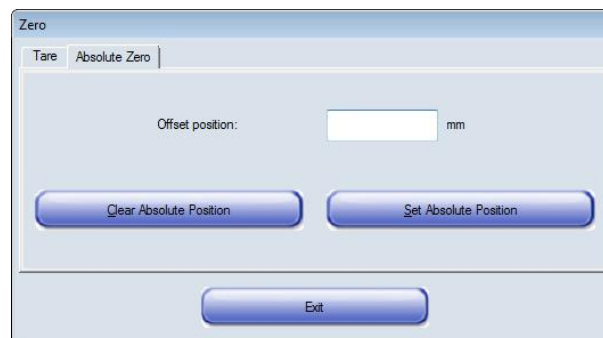 Zero
Tare Absolute Zero
Offset position: mm
Clear Absolute Position Set Absolute Position
Exit